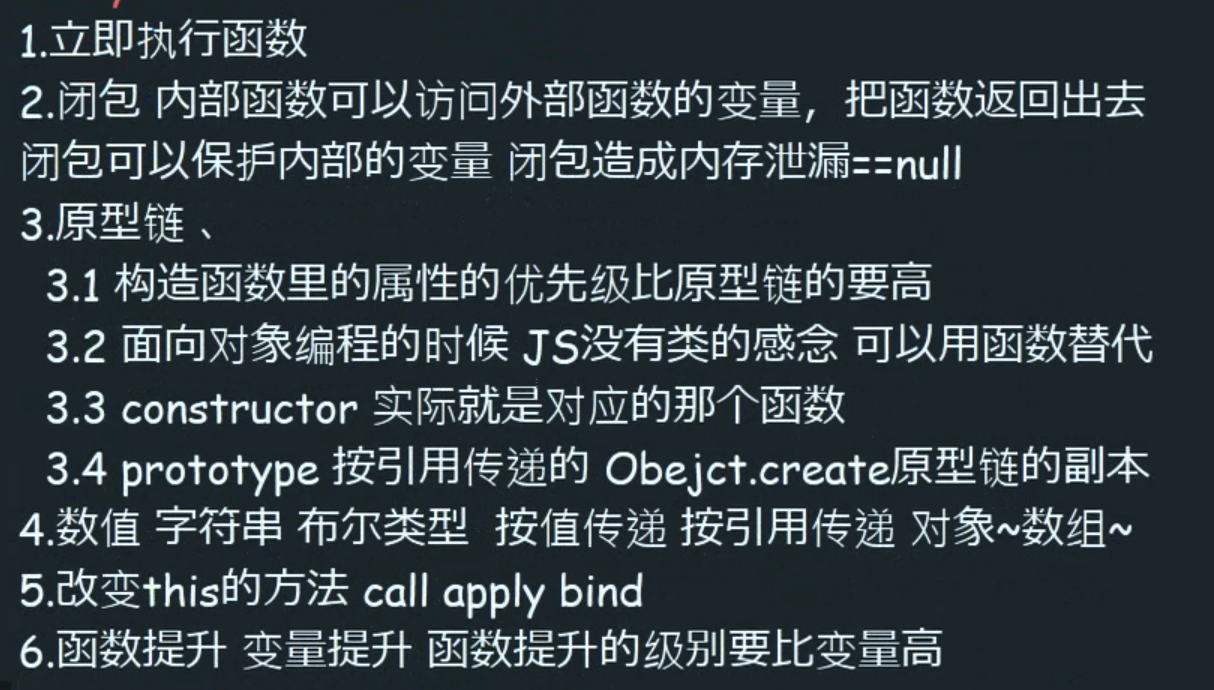 1.立即执行函数
2.闭包 内部函数可以访问外部函数的变量，把函数返回出去
闭包可以保护内部的变量 闭包造成内存泄漏==null
3.原型链 、
3.1 构造函数里的属性的优先级比原型链的要高
3.2 面向对象编程的时候 JS没有类的感念 可以用函数替代
3.3 constructor 实际就是对应的那个函数
3.4 prototype 按引用传递的 Obejct.create原型链的副本
4.数值 字符串 布尔类型 按值传递 按引用传递 对象~数组~
5.改变this的方法 call apply bind
6.函数提升 变量提升 函数提升的级别要比变量高